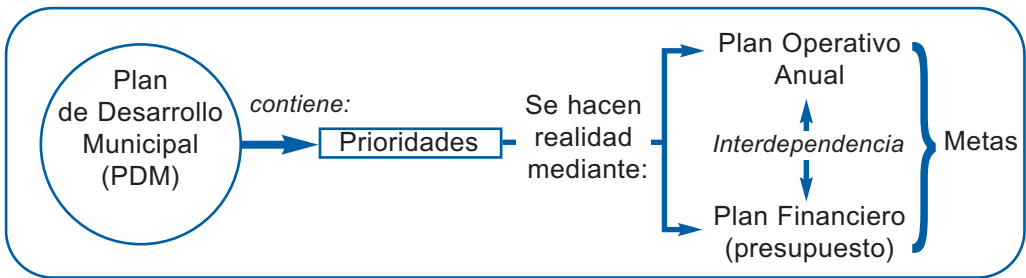 Plan
de Desarrollo
Municipal
(PDM)
contiene:
Prioridades
Se hacen
realidad
mediante:
Plan Operativo
Anual
Interdependencia
Plan Financiero
(presupuesto)
Metas